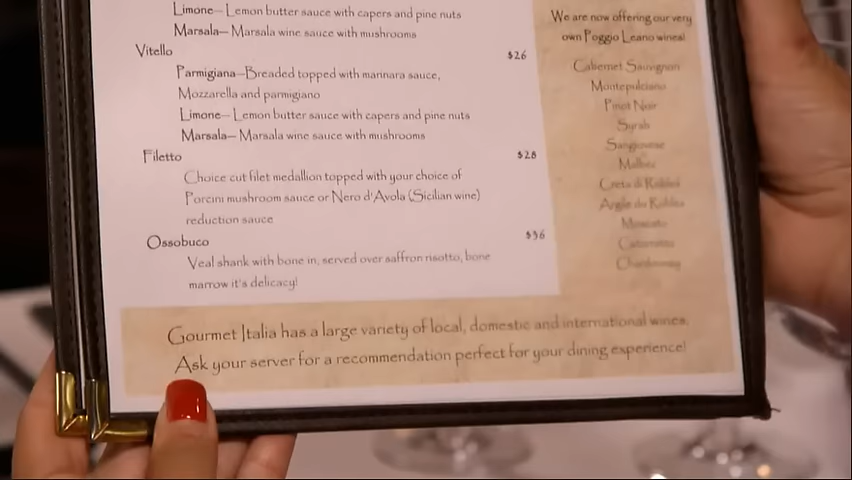 Limone— Lemon butter sauce with capers and pine nuts
Marsala— Marsala wine sauce with mushrooms
Vitello $26
Parmigiana—Breaded topped with marinara sauce,
Mozzarella and parmigiano
Limone— Lemon butter sauce with capers and pine nuts
Marsala— Marsala wine sauce with mushrooms
Filetto $28
Choice cut filet medallion topped with your choice of
Porcini mushroom sauce or Nero d'Avola (Sicilian wine)
reduction sauce
Ossobuco $36
Veal shank with bone in, served over saffron risotto, bone
marrow it's delicacy!
We are now offering our very
own Poggio Leano wines!
Cabernet Sauvignon
Montepulciano
Pinot Noir
Syrah
Sangiovese
Malbec
Creta di
Moscato
Chardonnay
Gourmet Italia has a large variety of local, domestic and international wines.
Ask your server for a recommendation perfect for your dining experience!